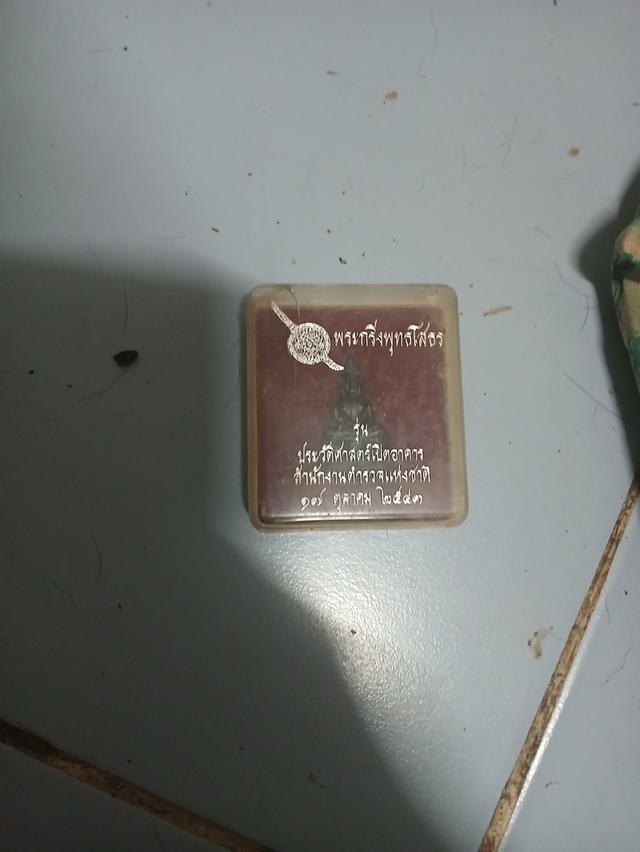 พระกริ่งพุทธโสธร
รุ่น
ประวัติศาสตร์เปิดอาคาร
สำนักงานตำรวจแห่งชาติ
๑๗ ตุลาคม ๒๕๔๓